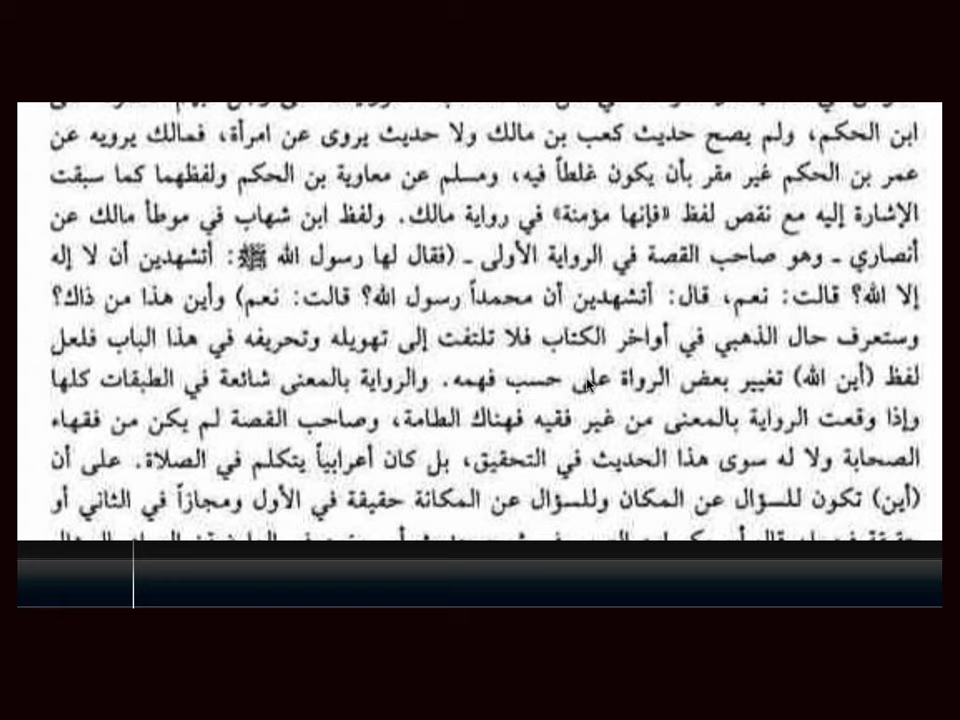 ابن الحكم، ولم يصح حديث كعب بن مالك ولا حديث يروى عن امرأة، فمالك يرويه عن
عمر بن الحكم غير مقر بأن يكون غلطاً فيه، ومسلم عن معاوية بن الحكم ولفظهما كما سبقت
الإشارة إليه مع نقص لفظ «فإنها مؤمنة» في رواية مالك. ولفظ ابن شهاب في موطأ مالك عن
أنصاري ـ وهو صاحب القصة في الرواية الأولى ـ (فقال لها رسول الله ﷺ: أتشهدين أن لا إله
إلا الله؟ قالت: نعم، قال: أتشهدين أن محمداً رسول الله؟ قالت: نعم) وأين هذا من ذاك؟
وستعرف حال الذهبي في أواخر الكتاب فلا تلتفت إلى تهويله وتحريفه في هذا الباب فلعل
لفظ (أين الله) تغيير بعض الرواة على حسب فهمه. والرواية بالمعنى شائعة في الطبقات كلها
وإذا وقعت الرواية بالمعنى من غير فقيه فهناك الطامة، وصاحب القصة لم يكن من فقهاء
الصحابة ولا له سوى هذا الحديث في التحقيق، بل كان أعرابياً يتكلم في الصلاة. على أن
(أين) تكون للسؤال عن المكان وللسؤال عن المكانة حقيقة في الأول ومجازاً في الثاني أو